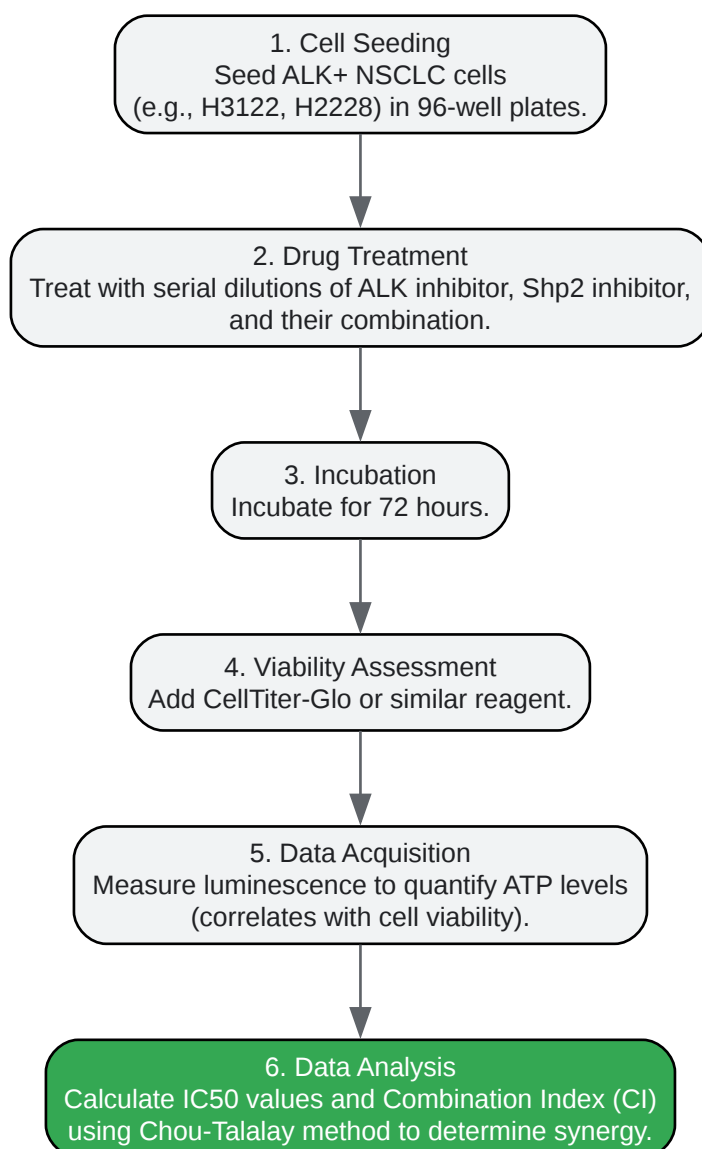 1. Cell Seeding
Seed ALK+ NSCLC cells
(e.g., H3122, H2228) in 96-well plates.
2. Drug Treatment
Treat with serial dilutions of ALK inhibitor, Shp2 inhibitor,
and their combination.
3. Incubation
Incubate for 72 hours.
4. Viability Assessment
Add CellTiter-Glo or similar reagent.
5. Data Acquisition
Measure luminescence to quantify ATP levels
(correlates with cell viability).
6. Data Analysis
Calculate IC50 values and Combination Index (CI)
using Chou-Talalay method to determine synergy.